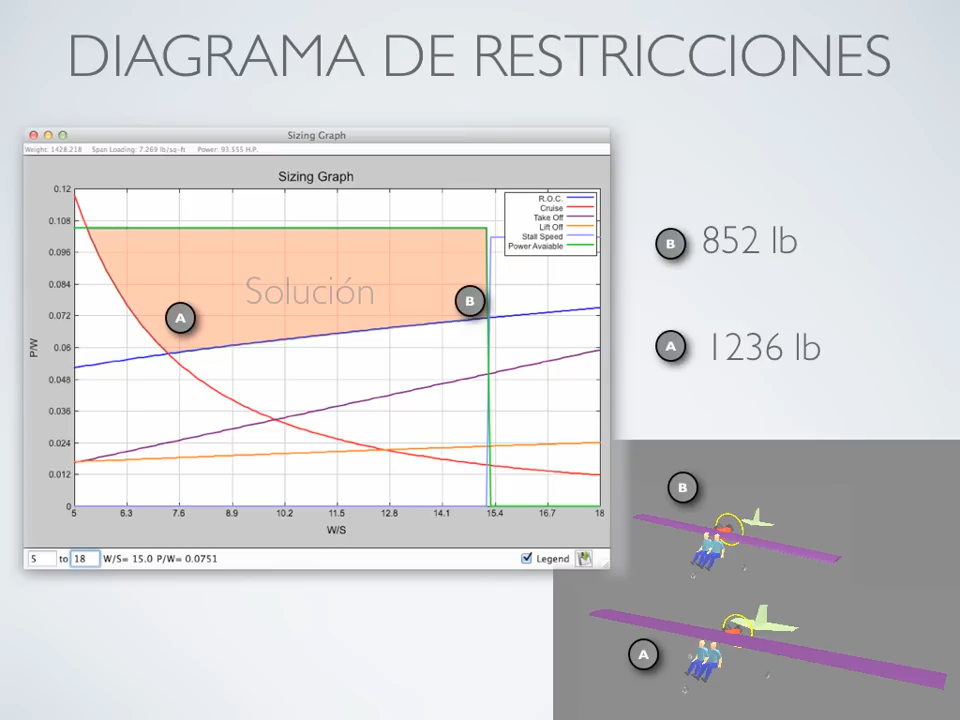 DIAGRAMA DE RESTRICCIONES
Sizing Graph
Weight: 1428.218 Span Loading: 7.269 lb/sq-ft Power: 93.355 H.P.
Sizing Graph
0.12
0.108
0.096
0.084
0.072
0.06
0.048
0.036
0.024
0.012
0
P/W
R.O.C.
Cruise
Take Off
Lift Off
Stall Speed
Power Avaiable
Solución
A
B
5 6.3 7.6 8.9 10.2 11.5 12.8 14.1 15.4 16.7 18
W/S
5 to 18 W/S= 15.0 P/W= 0.0751 Legend
B 852 lb
A 1236 lb
B
A